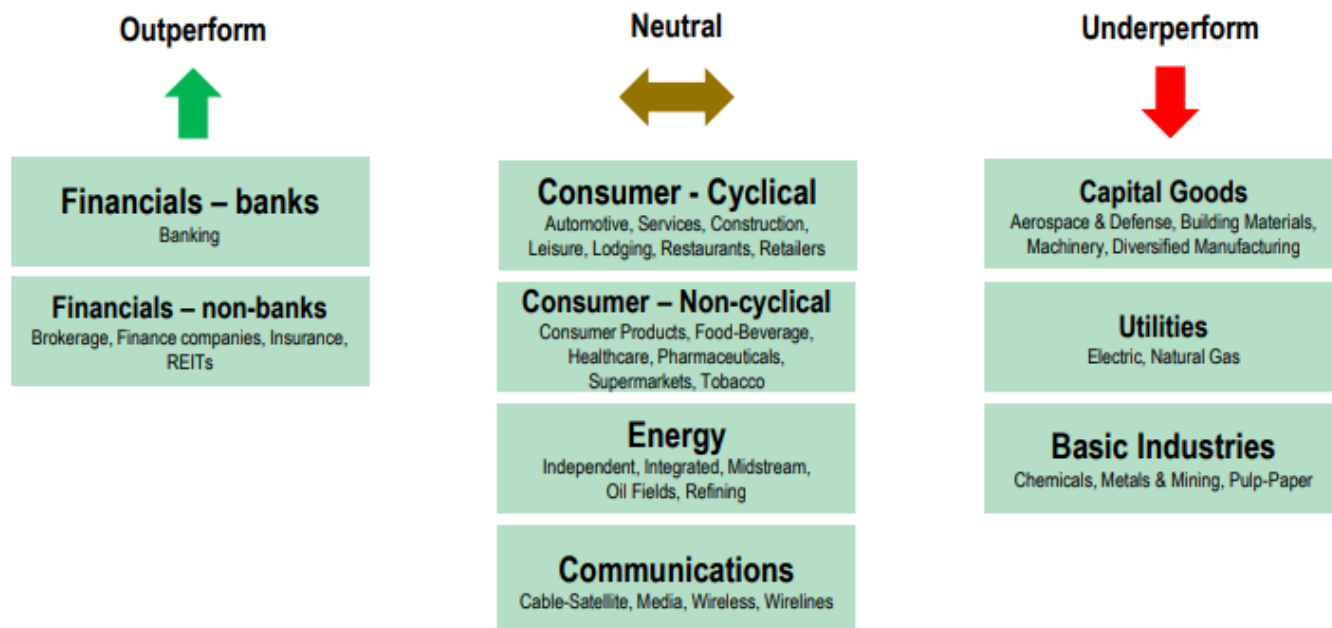 Outperform
Neutral
Underperform
Financials – banks
Banking
Financials – non-banks
Brokerage, Finance companies, Insurance,
REITs
Consumer - Cyclical
Automotive, Services, Construction,
Leisure, Lodging, Restaurants, Retailers
Consumer – Non-cyclical
Consumer Products, Food-Beverage,
Healthcare, Pharmaceuticals,
Supermarkets, Tobacco
Energy
Independent, Integrated, Midstream,
Oil Fields, Refining
Communications
Cable-Satellite, Media, Wireless, Wirelines
Capital Goods
Aerospace & Defense, Building Materials,
Machinery, Diversified Manufacturing
Utilities
Electric, Natural Gas
Basic Industries
Chemicals, Metals & Mining, Pulp-Paper